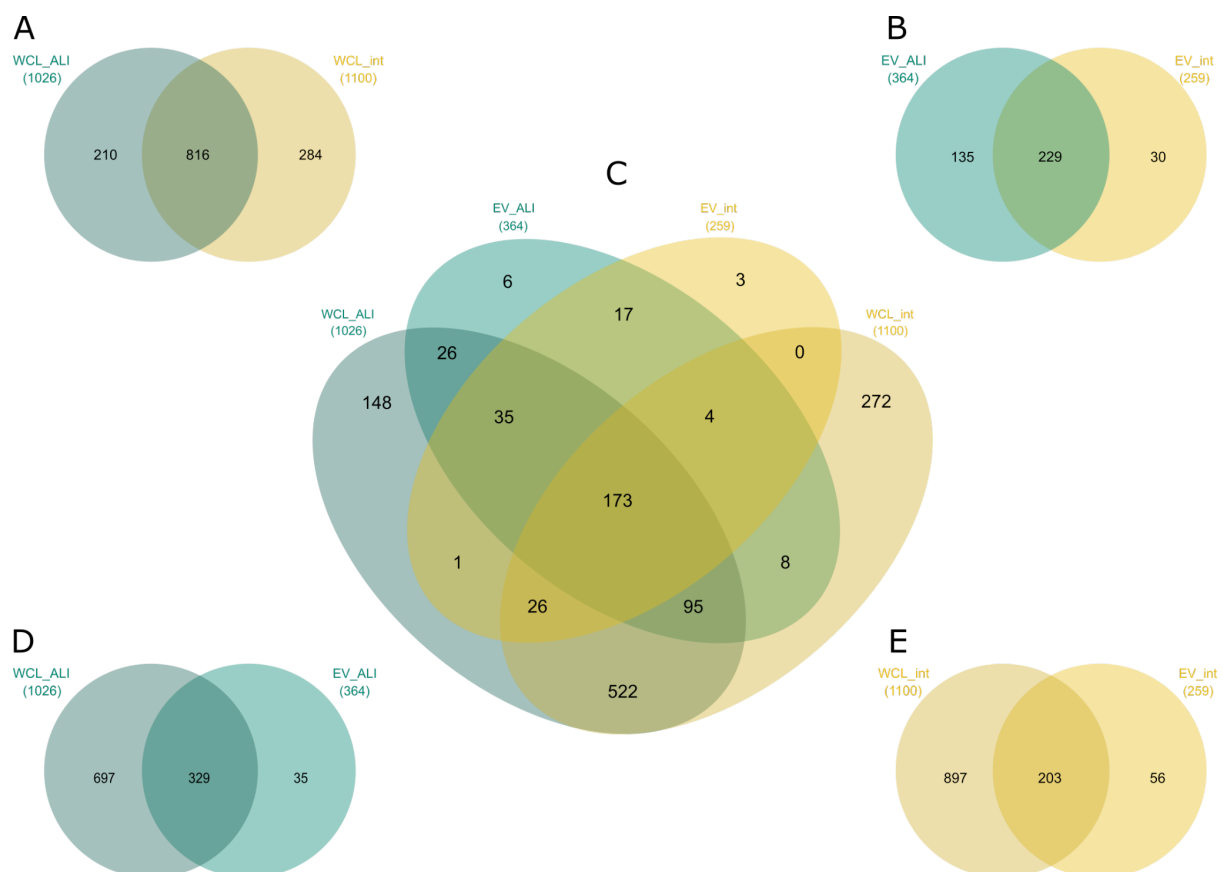 A
WCL_ALI
(1026)
WCL_int
(1100)
210
816
284
B
EV_ALI
(364)
EV_int
(259)
135
229
30
C
EV_ALI
(364)
EV_int
(259)
WCL_ALI
(1026)
WCL_int
(1100)
6
3
17
26
0
148
35
4
272
173
1
8
26
95
522
D
WCL_ALI
(1026)
EV_ALI
(364)
697
329
35
E
WCL_int
(1100)
EV_int
(259)
897
203
56